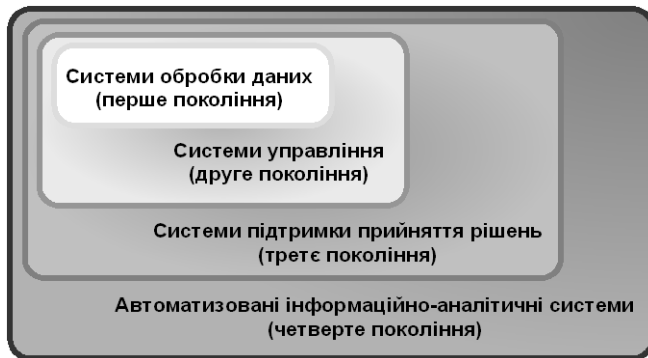 Системи обробки даних
(перше покоління)
Системи управління
(друге покоління)
Системи підтримки прийняття рішень
(третє покоління)
Автоматизовані інформаційно-аналітичні системи
(четверте покоління)